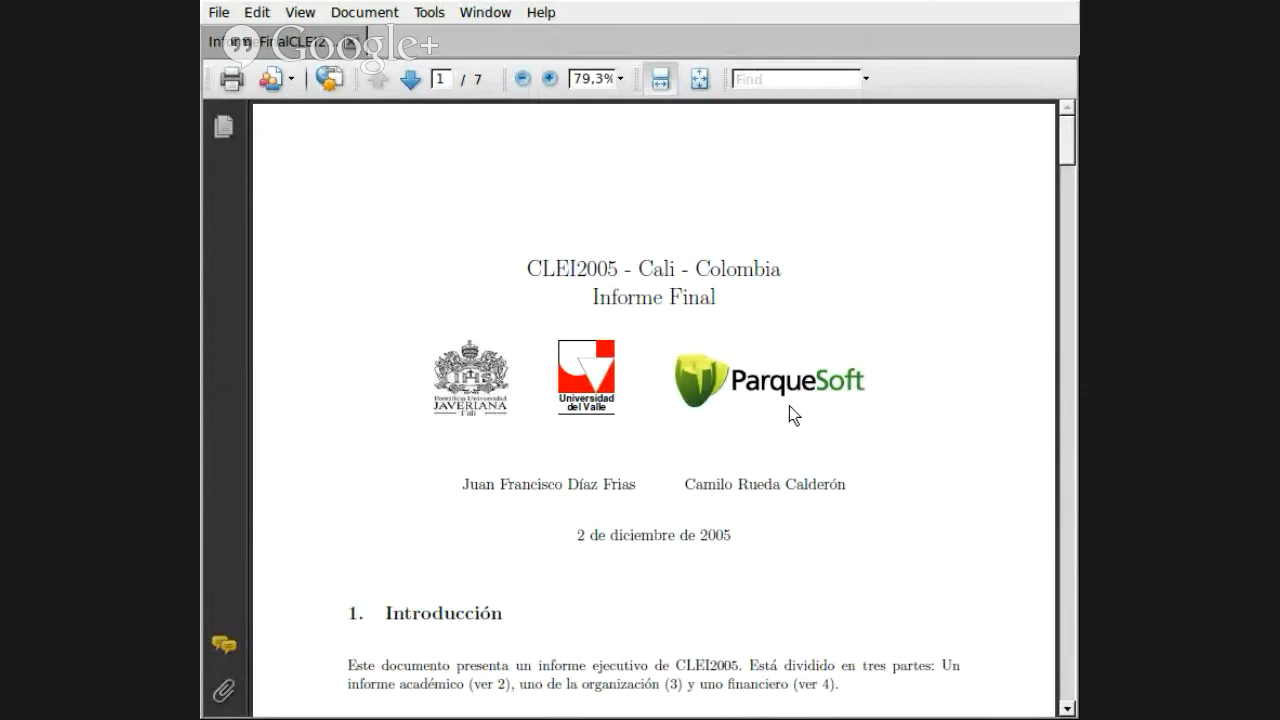 File Edit View Document Tools Window Help
Google+
1 / 7 79,3% Find
CLEI2005 - Cali - Colombia
Informe Final
Pontificia Universidad
JAVERIANA
Cali
Universidad
del Valle
ParqueSoft
Juan Francisco Díaz Frias Camilo Rueda Calderón
2 de diciembre de 2005
1. Introducción
Este documento presenta un informe ejecutivo de CLEI2005. Está dividido en tres partes: Un
informe académico (ver 2), uno de la organización (3) y uno financiero (ver 4).